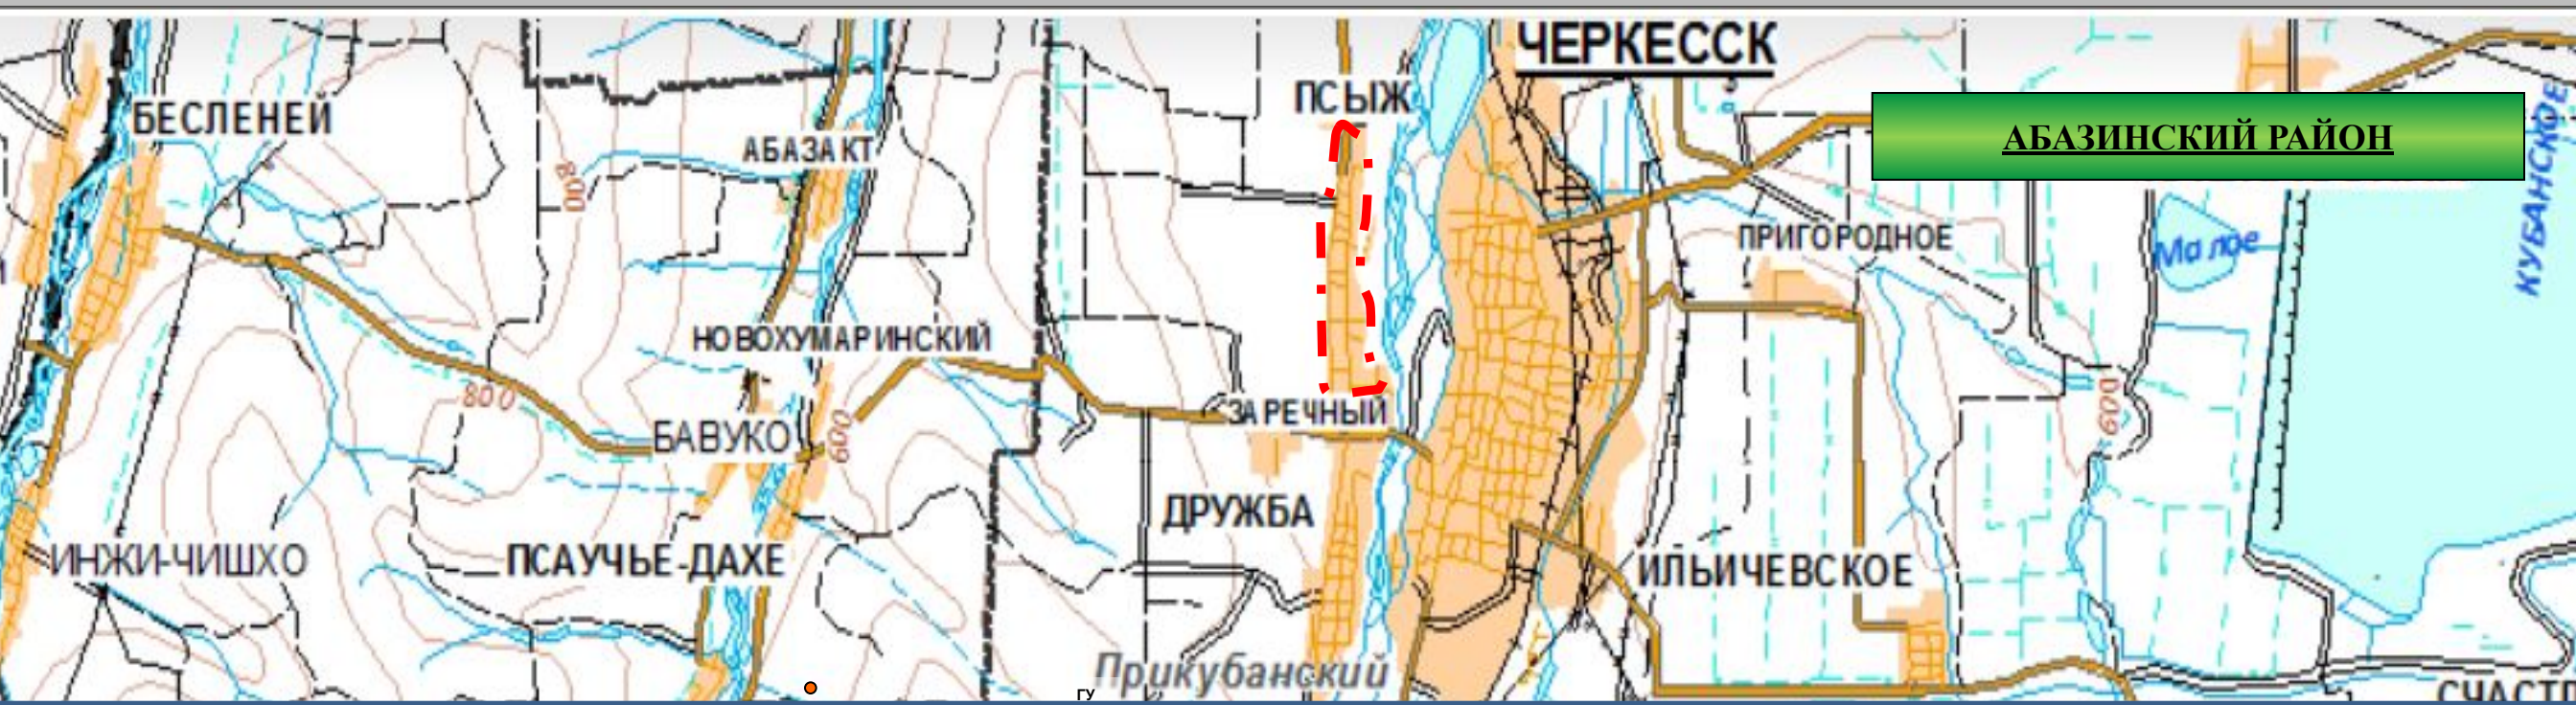 ЧЕРКЕССК
ПСЫЖ
БЕСЛЕНЕЙ
АБАЗИНСКИЙ РАЙОН
КУБАНСКОЕ
АБАЗАКТ
800
ПРИГОРОДНОЕ
Малое
НОВОХУМАРИНСКИЙ
800
600
ЗАРЕЧНЫЙ
БАВУКО
600
ДРУЖБА
ИНЖИ-ЧИШХО
ПСАУЧЬЕ-ДАХЕ
ИЛЬИЧЕВСКОЕ
Прикубанский
ГУ